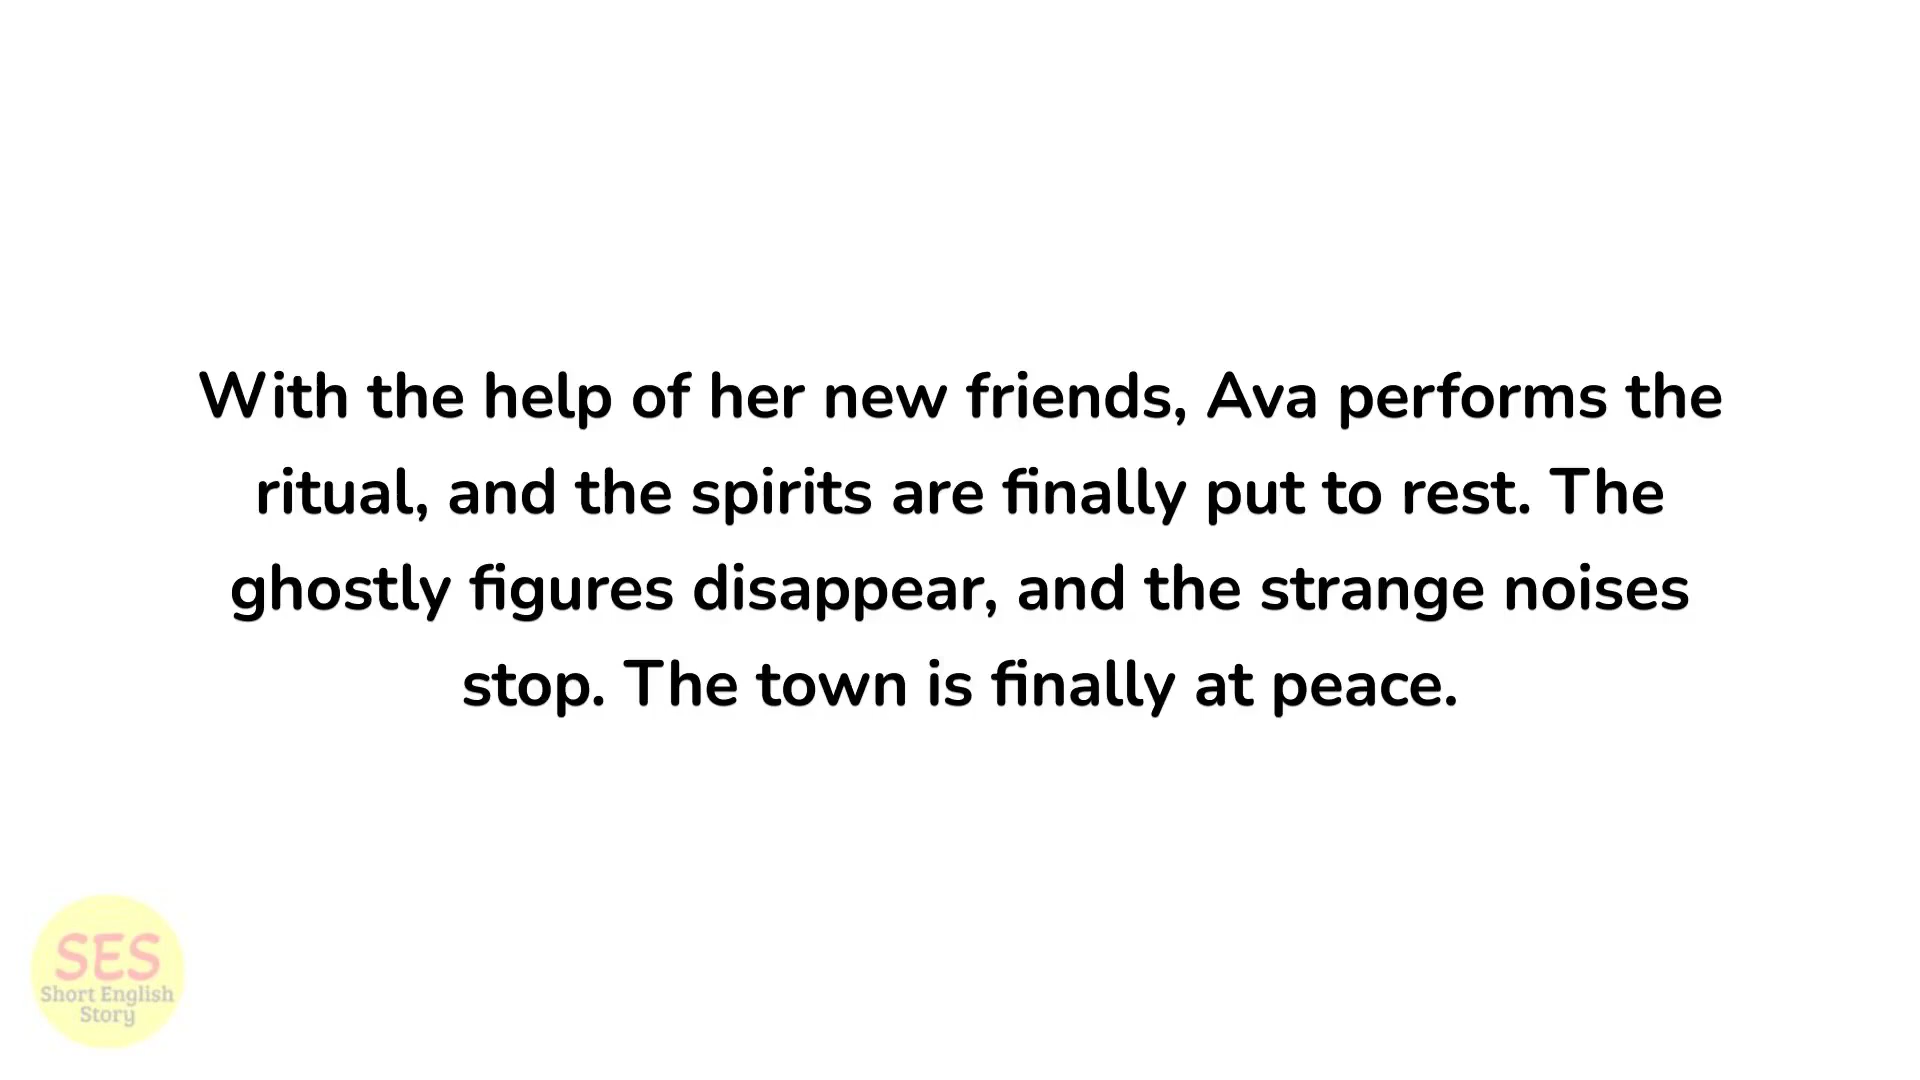 With the help of her new friends, Ava performs the
ritual, and the spirits are finally put to rest. The
ghostly figures disappear, and the strange noises
stop. The town is finally at peace.
SES
Short English
Story